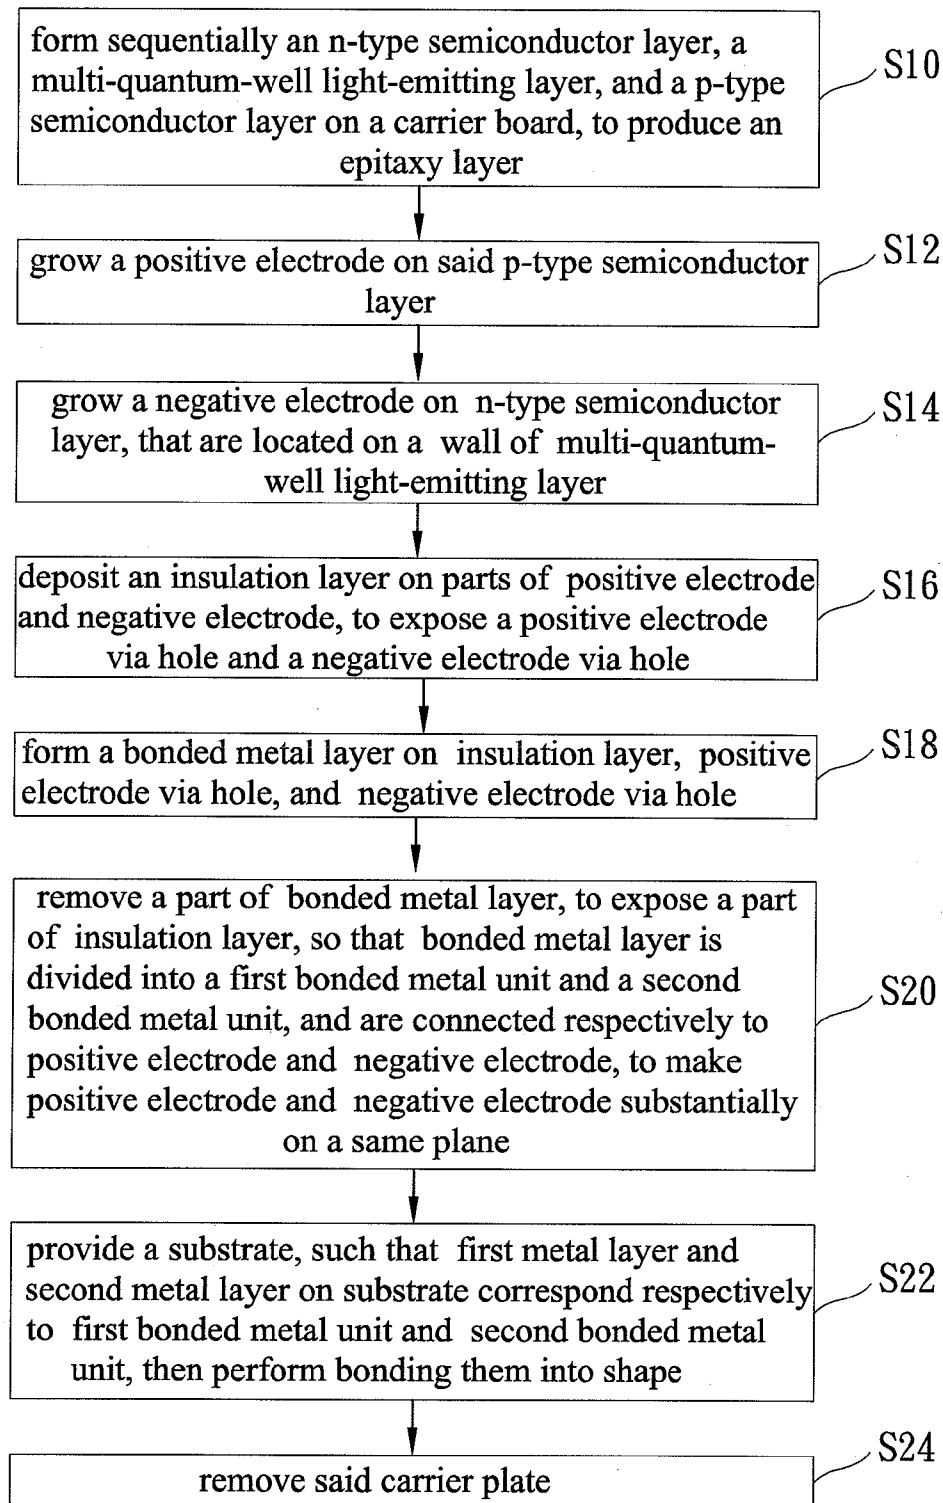 form sequentially an n-type semiconductor layer, a
multi-quantum-well light-emitting layer, and a p-type
semiconductor layer on a carrier board, to produce an
epitaxy layer
S10
grow a positive electrode on said p-type semiconductor
layer
S12
grow a negative electrode on n-type semiconductor
layer, that are located on a wall of multi-quantum-
well light-emitting layer
S14
deposit an insulation layer on parts of positive electrode
and negative electrode, to expose a positive electrode
via hole and a negative electrode via hole
S16
form a bonded metal layer on insulation layer, positive
electrode via hole, and negative electrode via hole
S18
remove a part of bonded metal layer, to expose a part
of insulation layer, so that bonded metal layer is
divided into a first bonded metal unit and a second
bonded metal unit, and are connected respectively to
positive electrode and negative electrode, to make
positive electrode and negative electrode substantially
on a same plane
S20
provide a substrate, such that first metal layer and
second metal layer on substrate correspond respectively
to first bonded metal unit and second bonded metal
unit, then perform bonding them into shape
S22
remove said carrier plate
S24